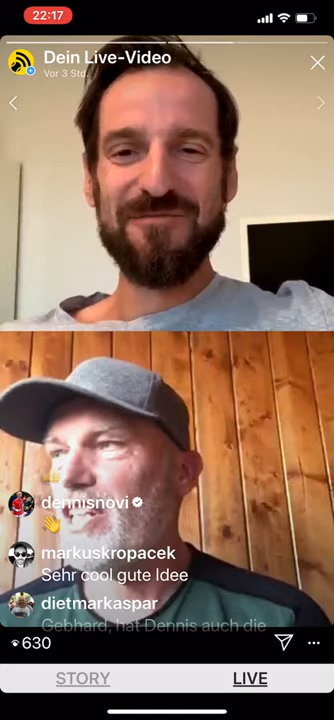 22:17
Dein Live-Video
Vor 3 Std.
dennisnovi
👋
markuskropacek
Sehr cool gute Idee
dietmarkaspar
Gebhard, hat Dennis auch die
630
STORY
LIVE